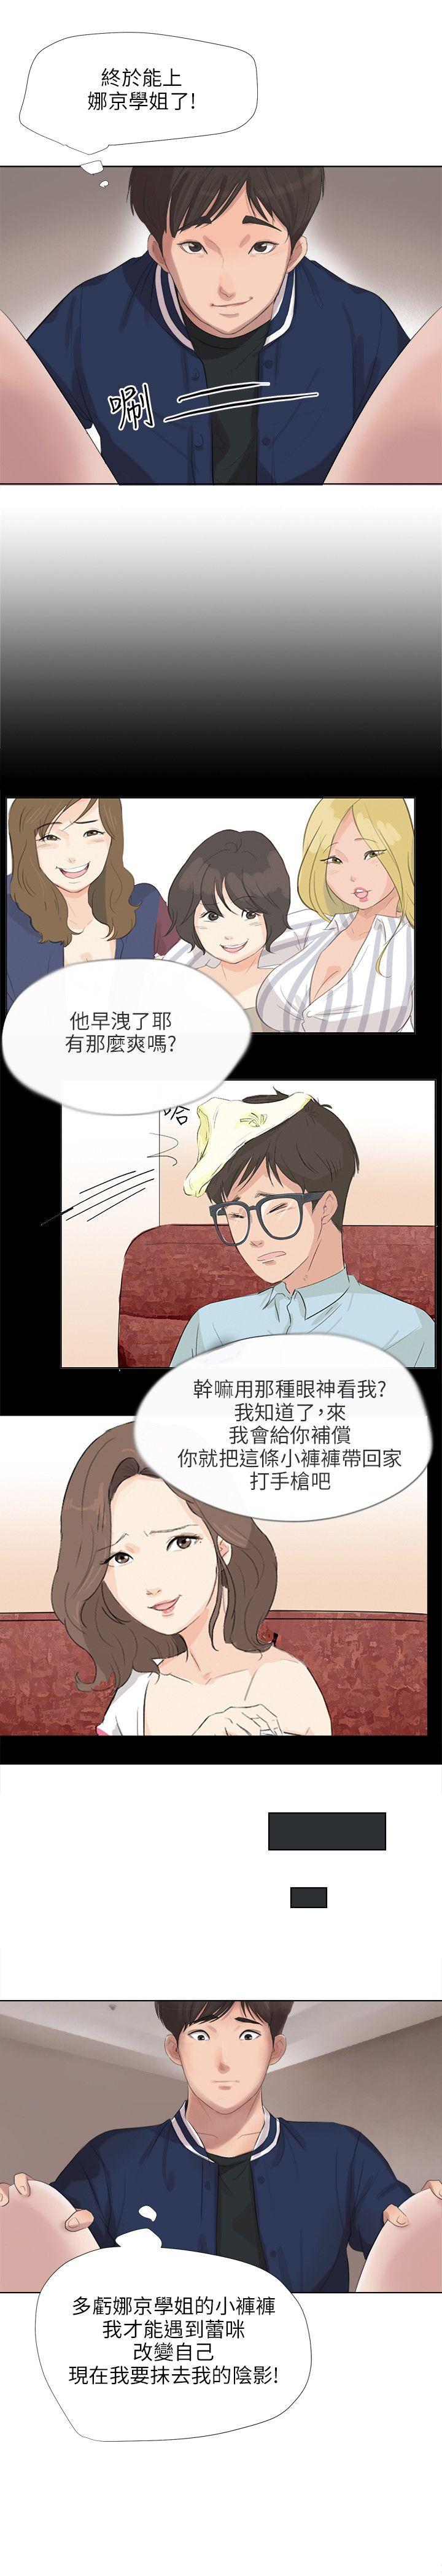 終於能上
娜京學姐了!
唰
他早洩了耶
有那麼爽嗎?
哈
幹嘛用那種眼神看我?
我知道了,來
我會給你補償
你就把這條小褲褲帶回家
打手槍吧
多虧娜京學姐的小褲褲
我才能遇到蕾咪
改變自己
現在我要抹去我的陰影!